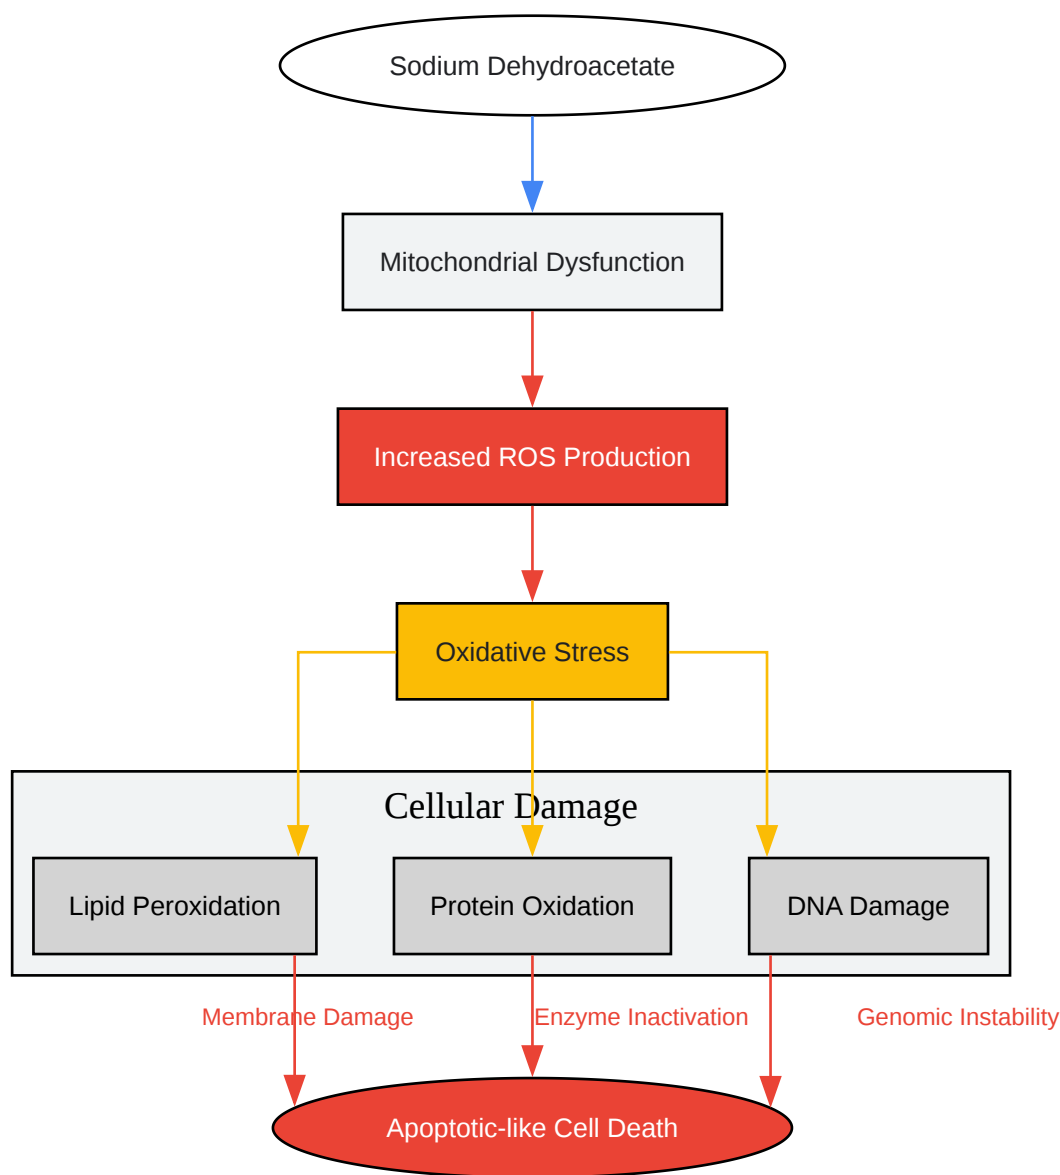 Sodium Dehydroacetate
Mitochondrial Dysfunction
Increased ROS Production
Oxidative Stress
Cellular Damage
Lipid Peroxidation
Protein Oxidation
DNA Damage
Membrane Damage
Enzyme Inactivation
Genomic Instability
Apoptotic-like Cell Death